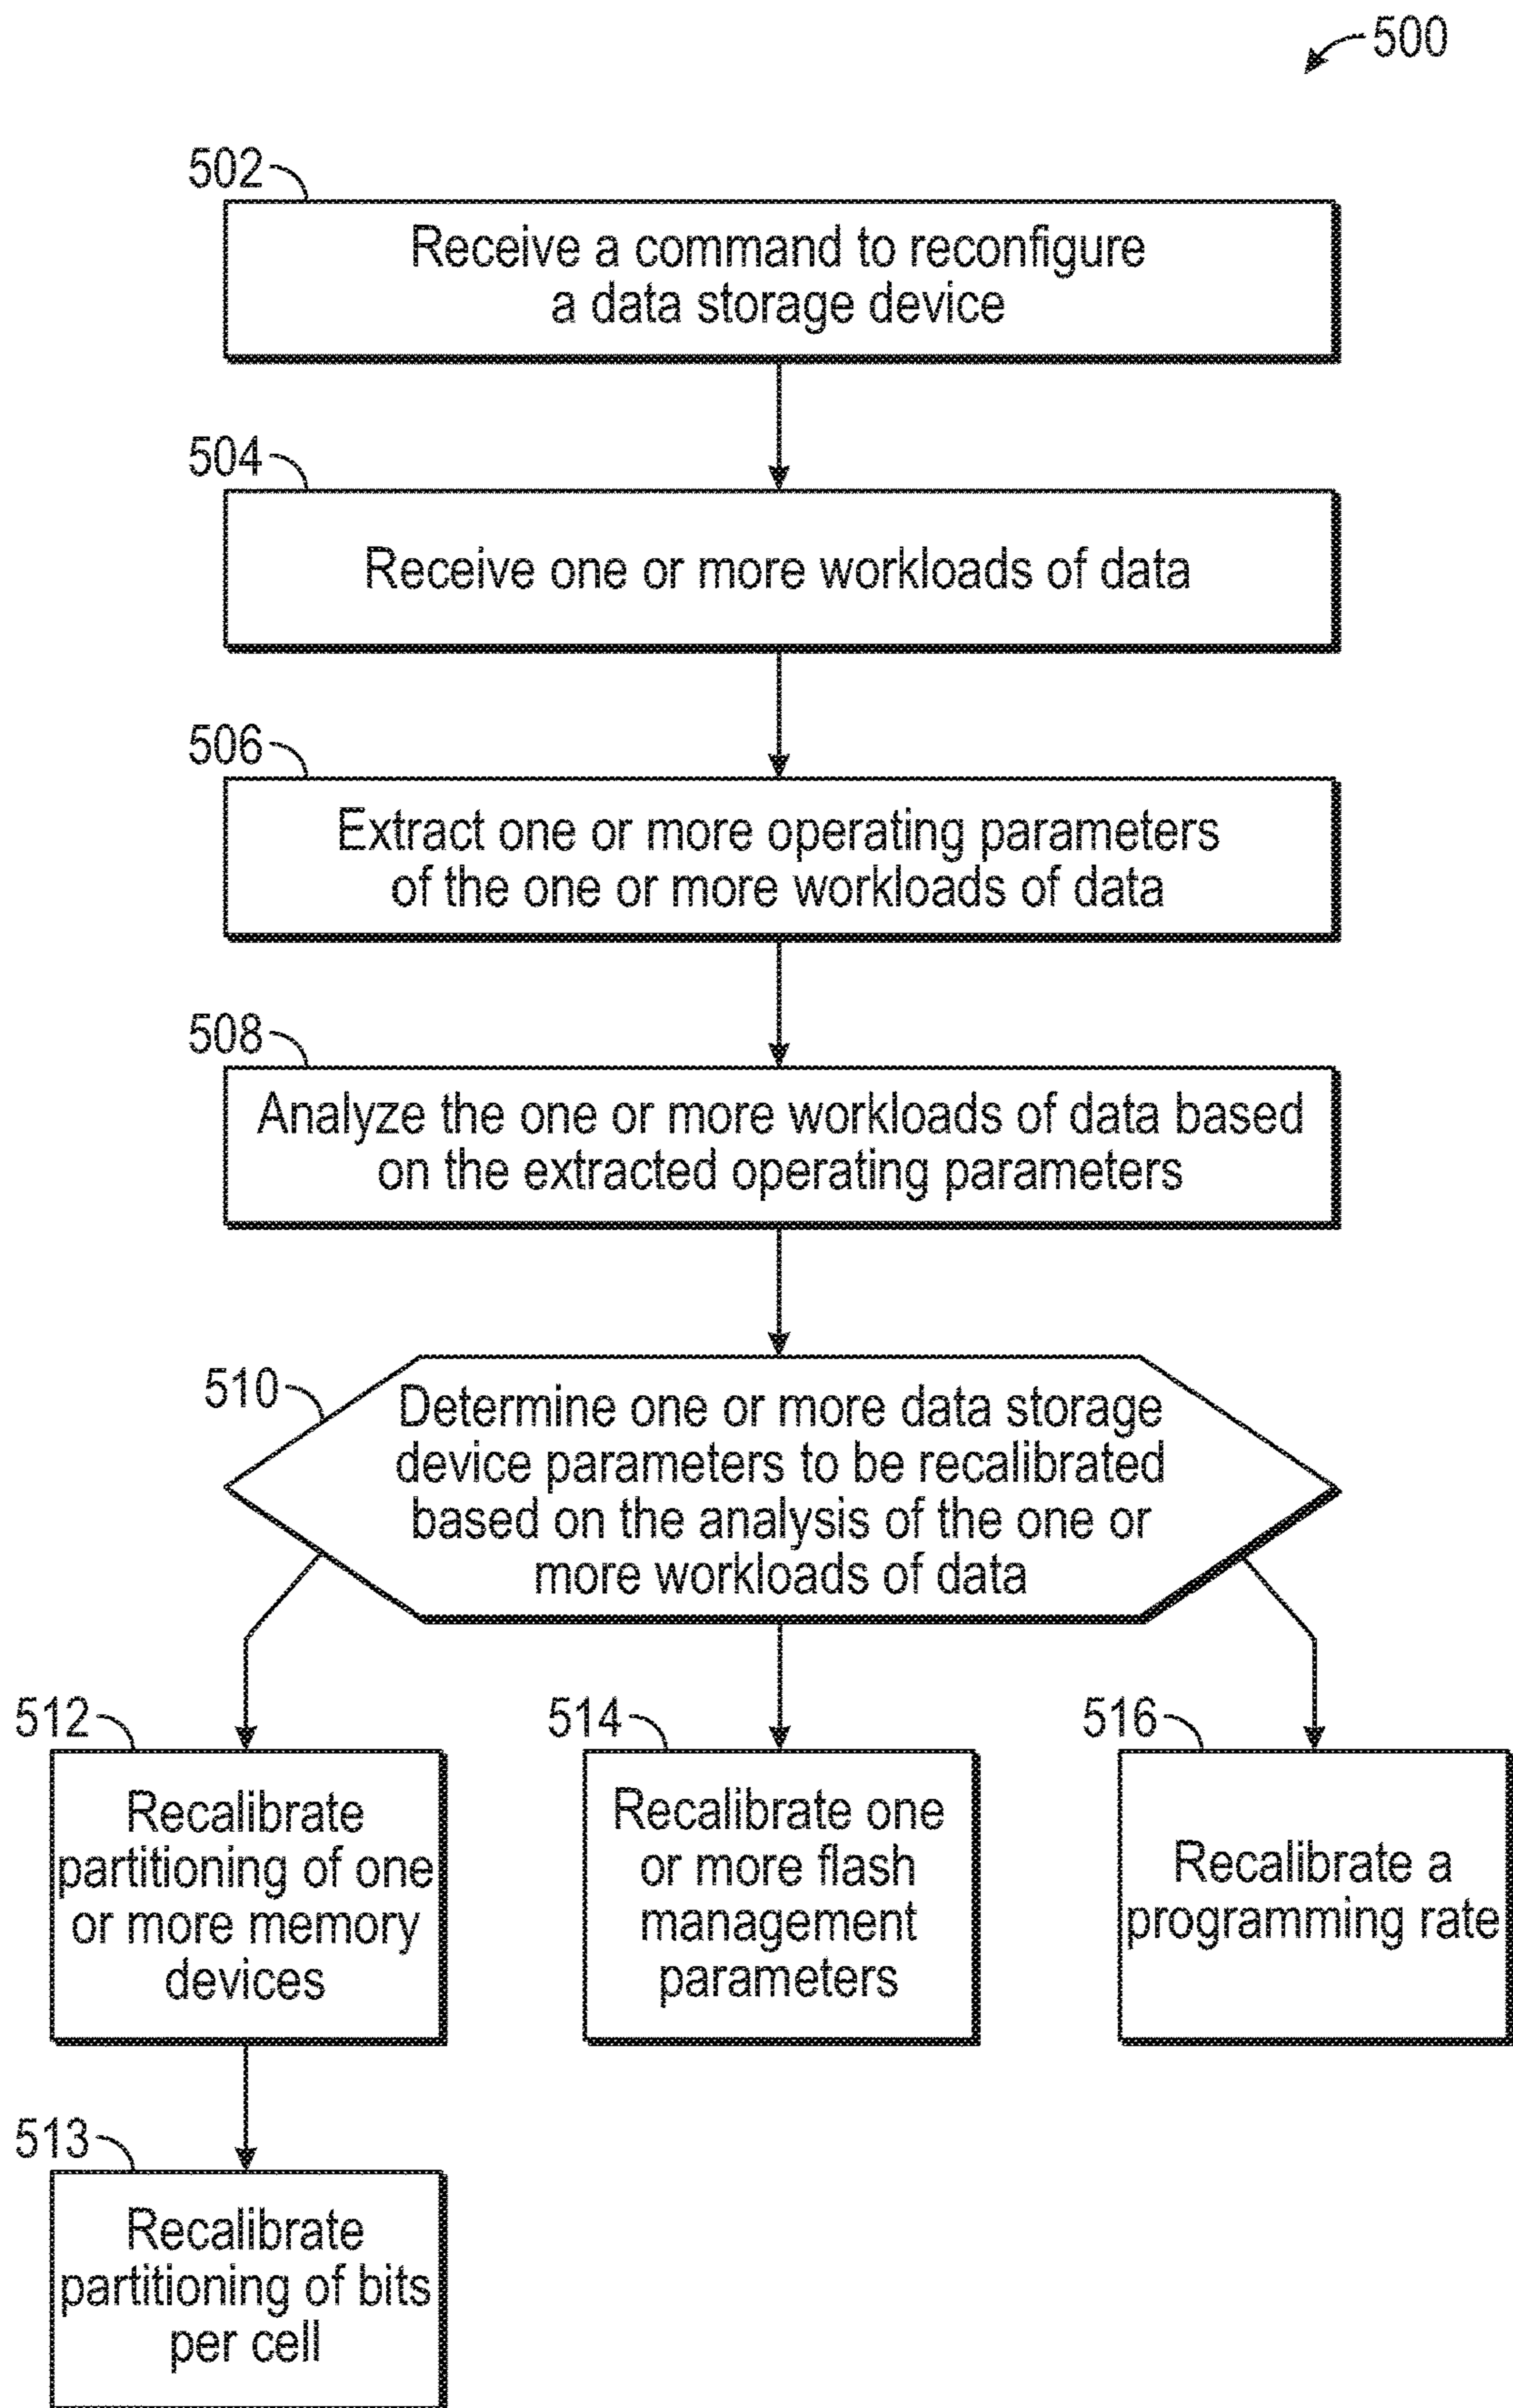 500
502
Receive a command to reconfigure
a data storage device
504
Receive one or more workloads of data
506
Extract one or more operating parameters
of the one or more workloads of data
508
Analyze the one or more workloads of data based
on the extracted operating parameters
510
Determine one or more data storage
device parameters to be recalibrated
based on the analysis of the one or
more workloads of data
512
Recalibrate
partitioning of one
or more memory
devices
514
Recalibrate one
or more flash
management
parameters
516
Recalibrate a
programming rate
513
Recalibrate
partitioning of bits
per cell